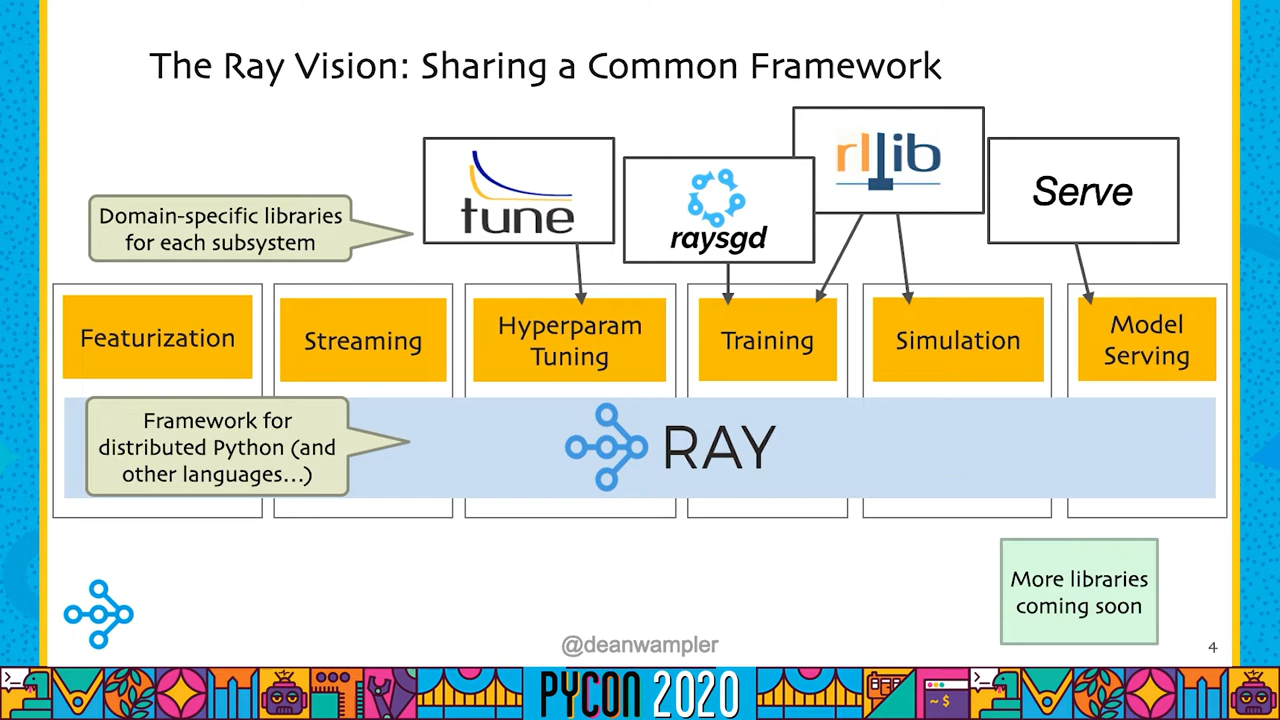 The Ray Vision: Sharing a Common Framework
Domain-specific libraries
for each subsystem
tune
raysgd
rllib
Serve
Featurization
Streaming
Hyperparam
Tuning
Training
Simulation
Model
Serving
Framework for
distributed Python (and
other languages…)
RAY
More libraries
coming soon
@deanwampler
4
>_
PYCON 2020
~$
>_